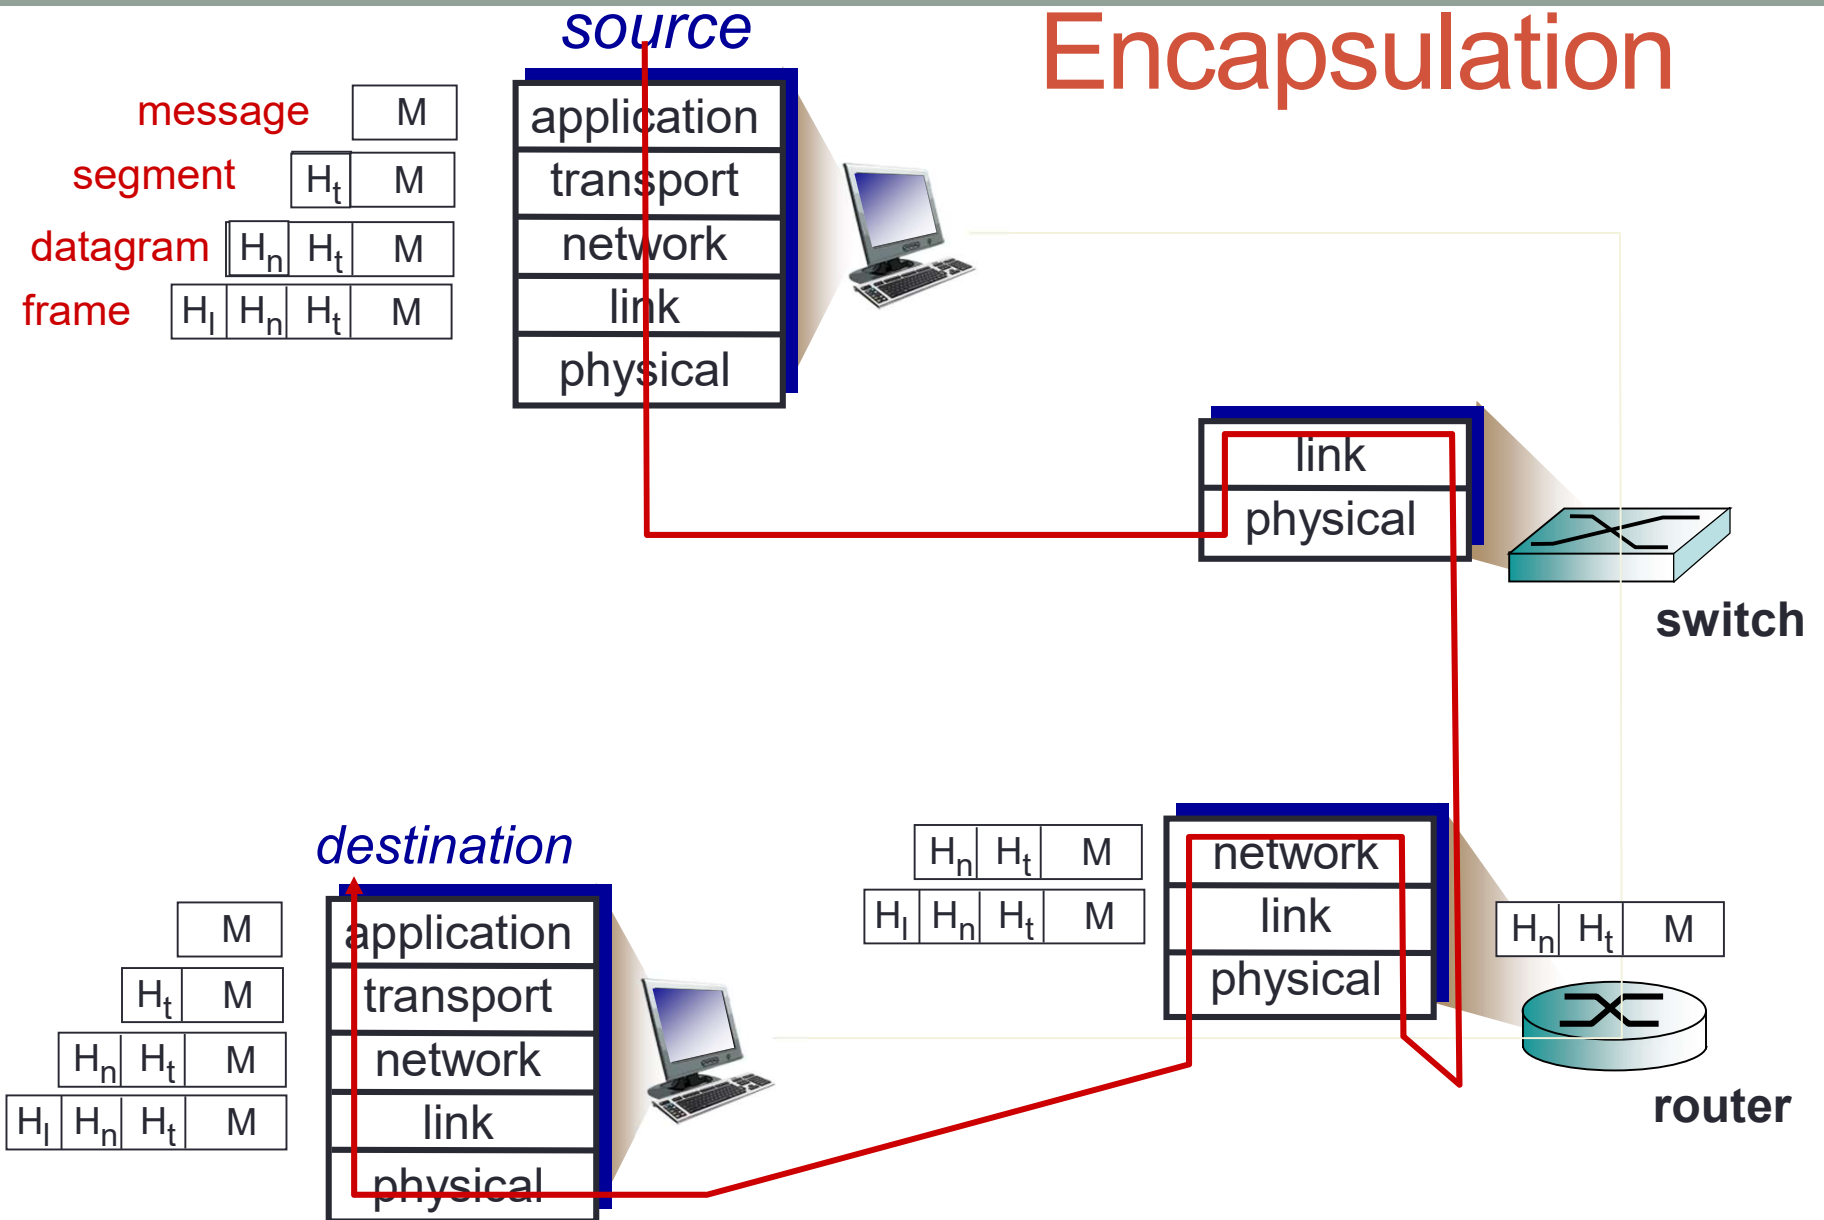 Encapsulation
source
message M
segment Ht M
datagram Hn Ht M
frame Hl Hn Ht M
application
transport
network
link
physical
link
physical
switch
Hn Ht M
Hl Hn Ht M
network
link
physical
Hn Ht M
router
destination
M
Ht M
Hn Ht M
Hl Hn Ht M
application
transport
network
link
physical